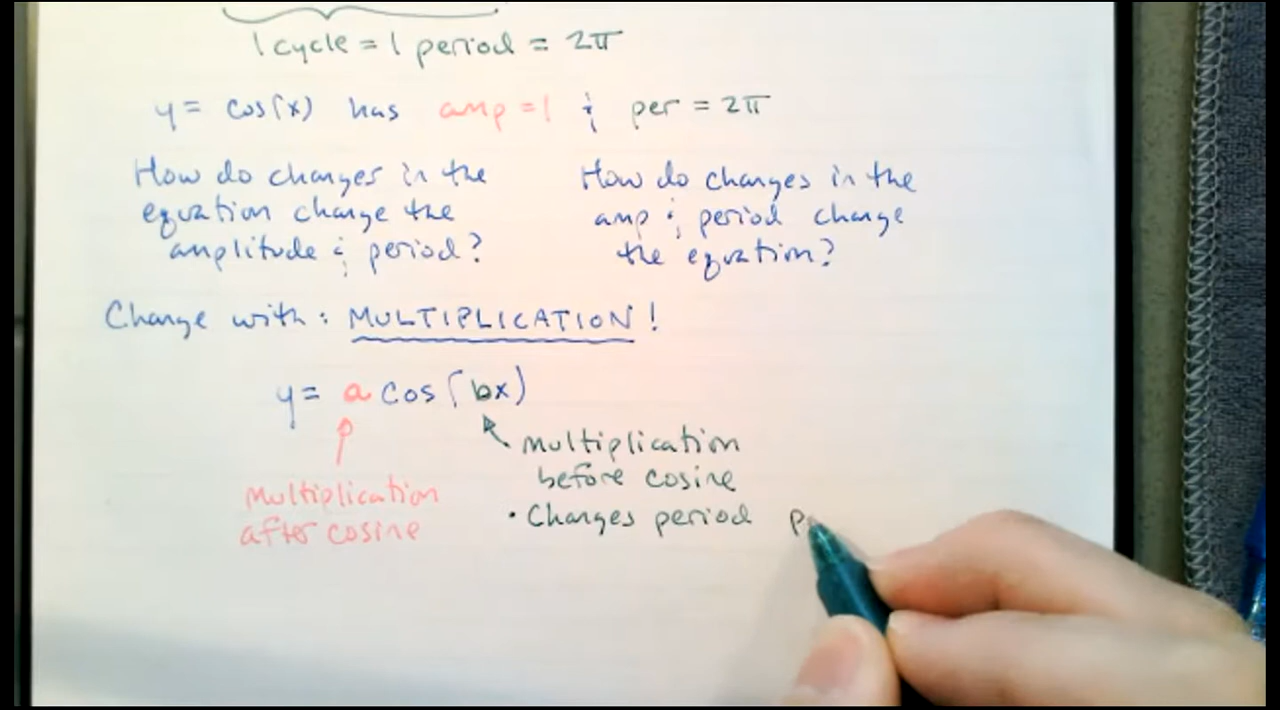 1 cycle = 1 period = 2π
y = cos(x) has amp = 1 & per = 2π
How do changes in the
equation change the
amplitude & period?
How do changes in the
amp & period change
the equation?
Change with: MULTIPLICATION!
y = a cos(bx)
multiplication
after cosine
multiplication
before cosine
• Changes period p